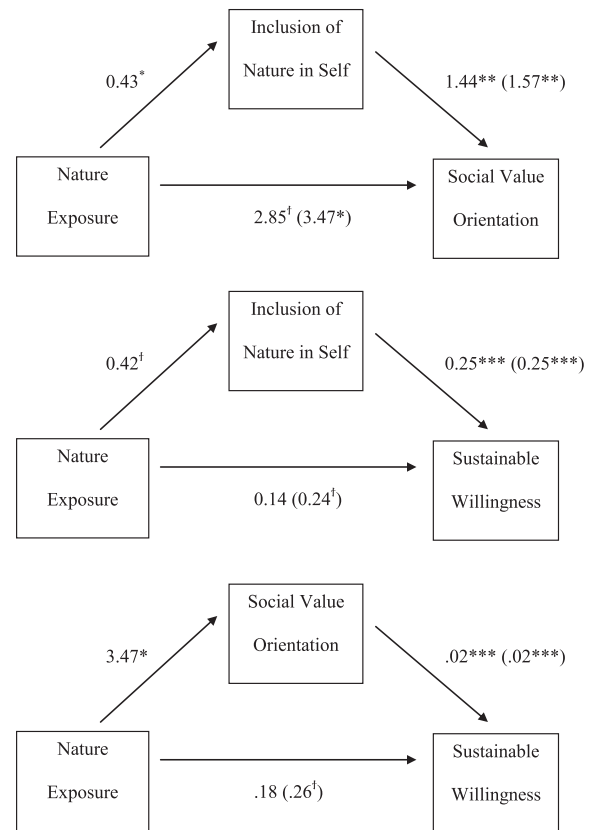 Inclusion of
Nature in Self
0.43*
1.44** (1.57**)
Nature
Exposure
Social Value
Orientation
2.85† (3.47*)
Inclusion of
Nature in Self
0.42†
0.25*** (0.25***)
Nature
Exposure
Sustainable
Willingness
0.14 (0.24†)
Social Value
Orientation
3.47*
.02*** (.02***)
Nature
Exposure
Sustainable
Willingness
.18 (.26†)